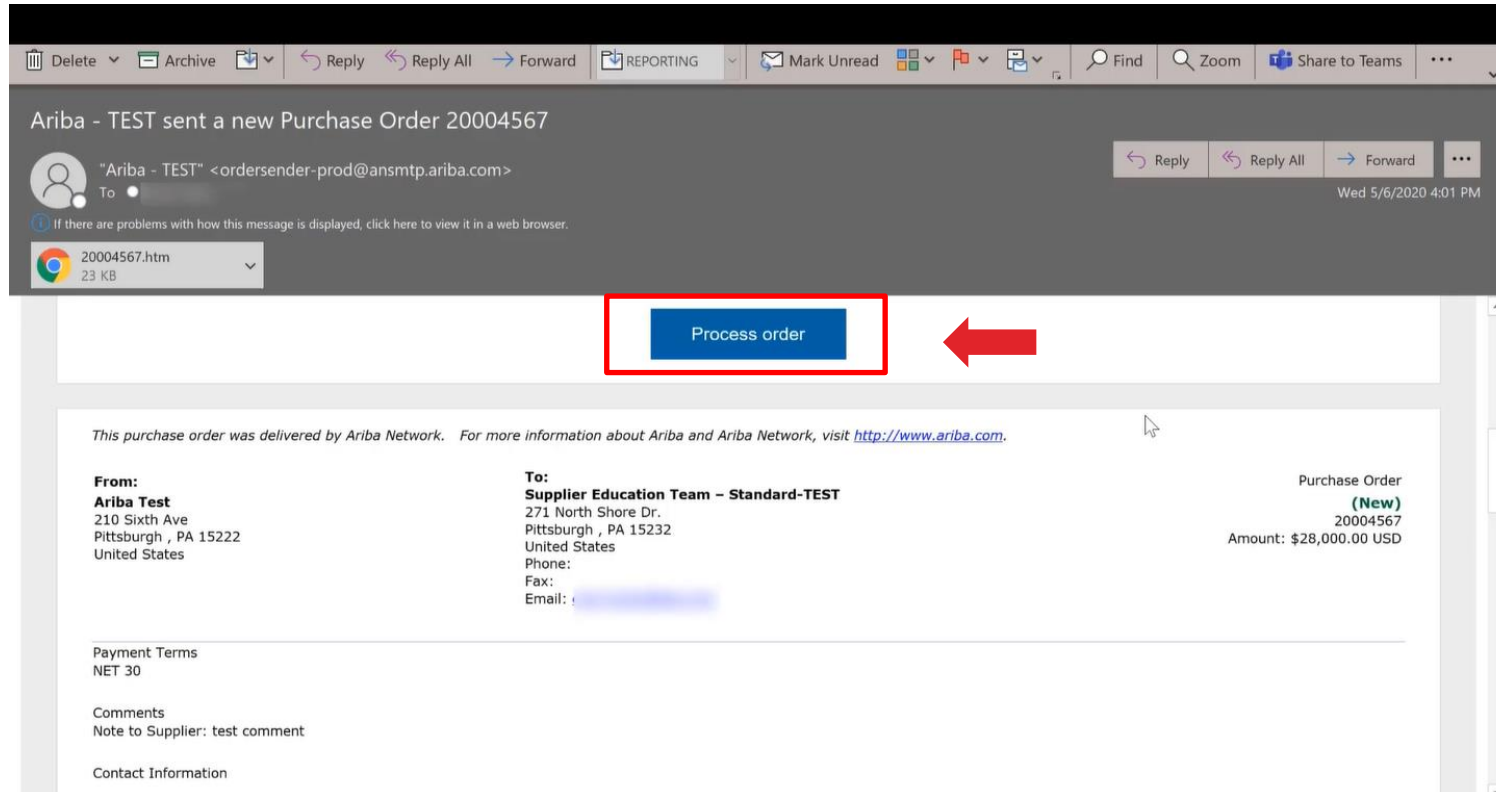 Delete Archive Reply Reply All Forward REPORTING Mark Unread Find Zoom Share to Teams ...
Ariba - TEST sent a new Purchase Order 20004567
"Ariba - TEST" <ordersender-prod@ansmtp.ariba.com>
To
Reply Reply All Forward ...
Wed 5/6/2020 4:01 PM
If there are problems with how this message is displayed, click here to view it in a web browser.
20004567.htm
23 KB
Process order
This purchase order was delivered by Ariba Network. For more information about Ariba and Ariba Network, visit http://www.ariba.com.
From:
Ariba Test
210 Sixth Ave
Pittsburgh , PA 15222
United States
To:
Supplier Education Team – Standard-TEST
271 North Shore Dr.
Pittsburgh , PA 15232
United States
Phone:
Fax:
Email:
Purchase Order
(New)
20004567
Amount: $28,000.00 USD
Payment Terms
NET 30
Comments
Note to Supplier: test comment
Contact Information